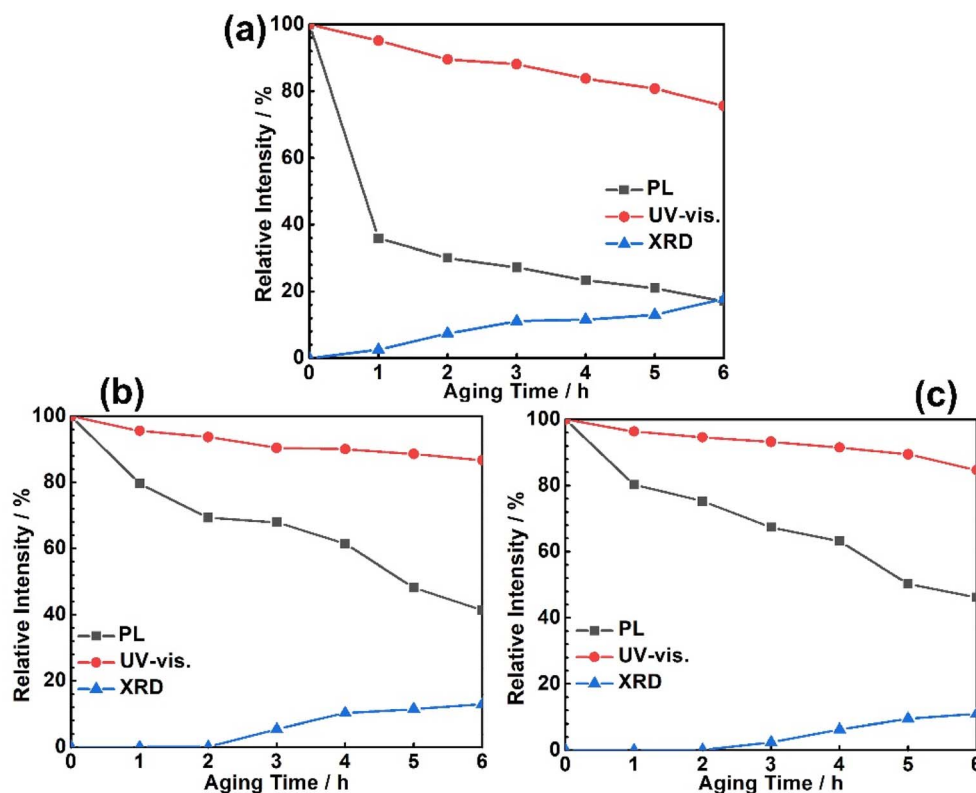 (a)
100
80
60
40
20
0
Relative Intensity / %
PL
UV-vis.
XRD
0 1 2 3 4 5 6
Aging Time / h
(b)
100
80
60
40
20
0
Relative Intensity / %
PL
UV-vis.
XRD
0 1 2 3 4 5 6
Aging Time / h
(c)
100
80
60
40
20
0
Relative Intensity / %
PL
UV-vis.
XRD
0 1 2 3 4 5 6
Aging Time / h